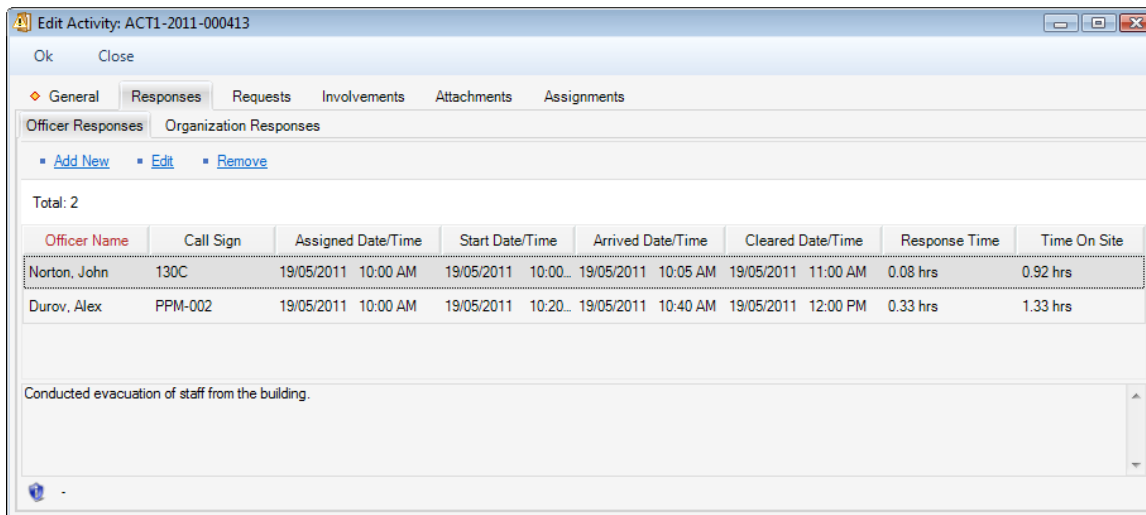 Edit Activity: ACT1-2011-000413
Ok Close
General Responses Requests Involvements Attachments Assignments
Officer Responses Organization Responses
Add New Edit Remove
Total: 2
Officer Name Call Sign Assigned Date/Time Start Date/Time Arrived Date/Time Cleared Date/Time Response Time Time On Site
Norton, John 130C 19/05/2011 10:00 AM 19/05/2011 10:00... 19/05/2011 10:05 AM 19/05/2011 11:00 AM 0.08 hrs 0.92 hrs
Durov, Alex PPM-002 19/05/2011 10:00 AM 19/05/2011 10:20... 19/05/2011 10:40 AM 19/05/2011 12:00 PM 0.33 hrs 1.33 hrs
Conducted evacuation of staff from the building.
-